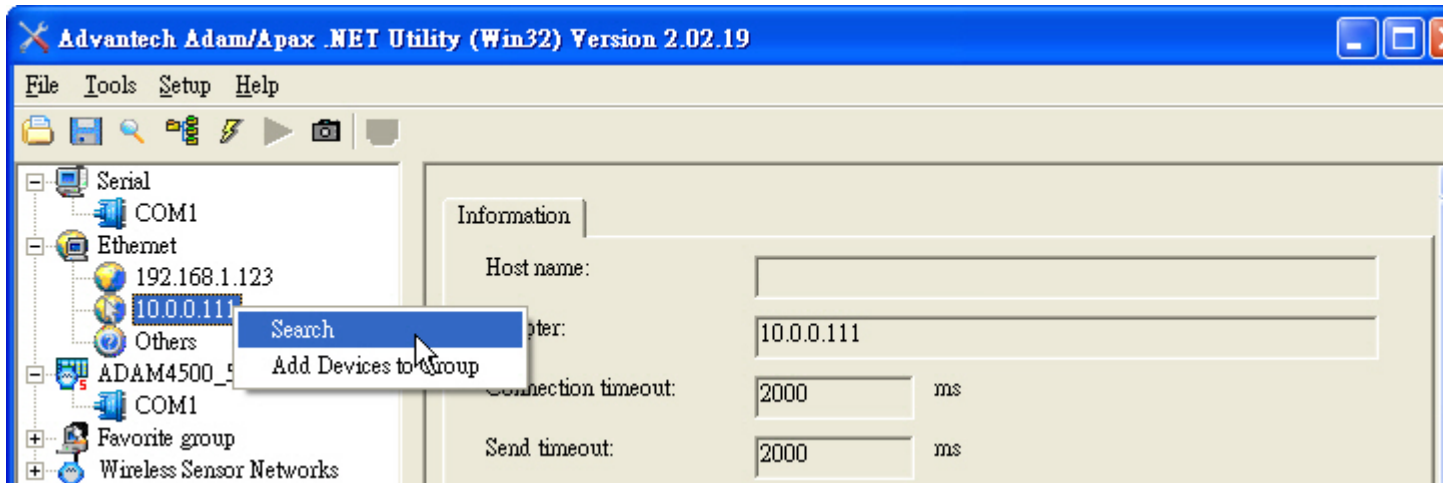 Advantech Adam/Apax .NET Utility (Win32) Version 2.02.19
File Tools Setup Help
Serial
COM1
Ethernet
192.168.1.123
10.0.0.111
Others
ADAM4500_5
COM1
Favorite group
Wireless Sensor Networks
Search
Add Devices to Group
Information
Host name:
pter:
10.0.0.111
Connection timeout:
2000
ms
Send timeout:
2000
ms